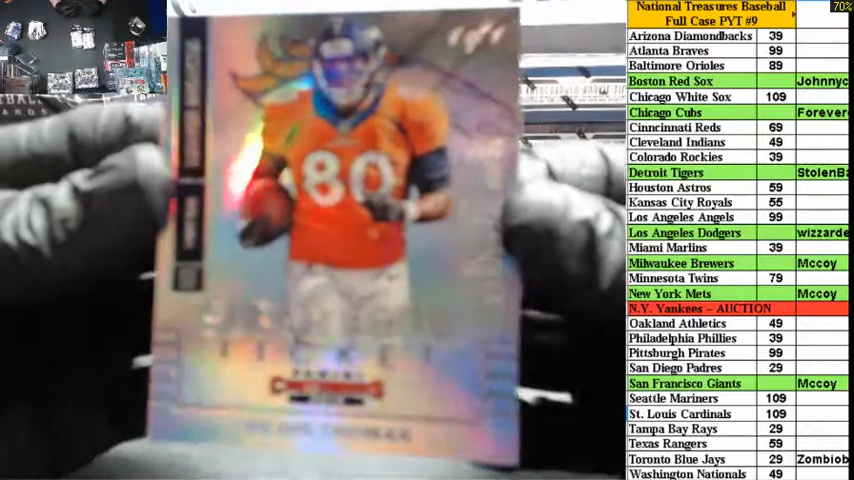 80
TICKET
PANINI
CONTENDERS
National Treasures Baseball
Full Case PYT #9
70%
Arizona Diamondbacks 39
Atlanta Braves 99
Baltimore Orioles 89
Boston Red Sox Johnnyc
Chicago White Sox 109
Chicago Cubs Forever
Cinncinnati Reds 69
Cleveland Indians 49
Colorado Rockies 39
Detroit Tigers StolenBa
Houston Astros 59
Kansas City Royals 55
Los Angeles Angels 99
Los Angeles Dodgers wizzarde
Miami Marlins 39
Milwaukee Brewers Mccoy
Minnesota Twins 79
New York Mets Mccoy
N.Y. Yankees – AUCTION
Oakland Athletics 49
Philadelphia Phillies 39
Pittsburgh Pirates 99
San Diego Padres 29
San Francisco Giants Mccoy
Seattle Mariners 109
St. Louis Cardinals 109
Tampa Bay Rays 29
Texas Rangers 59
Toronto Blue Jays 29 Zombiob
Washington Nationals 49